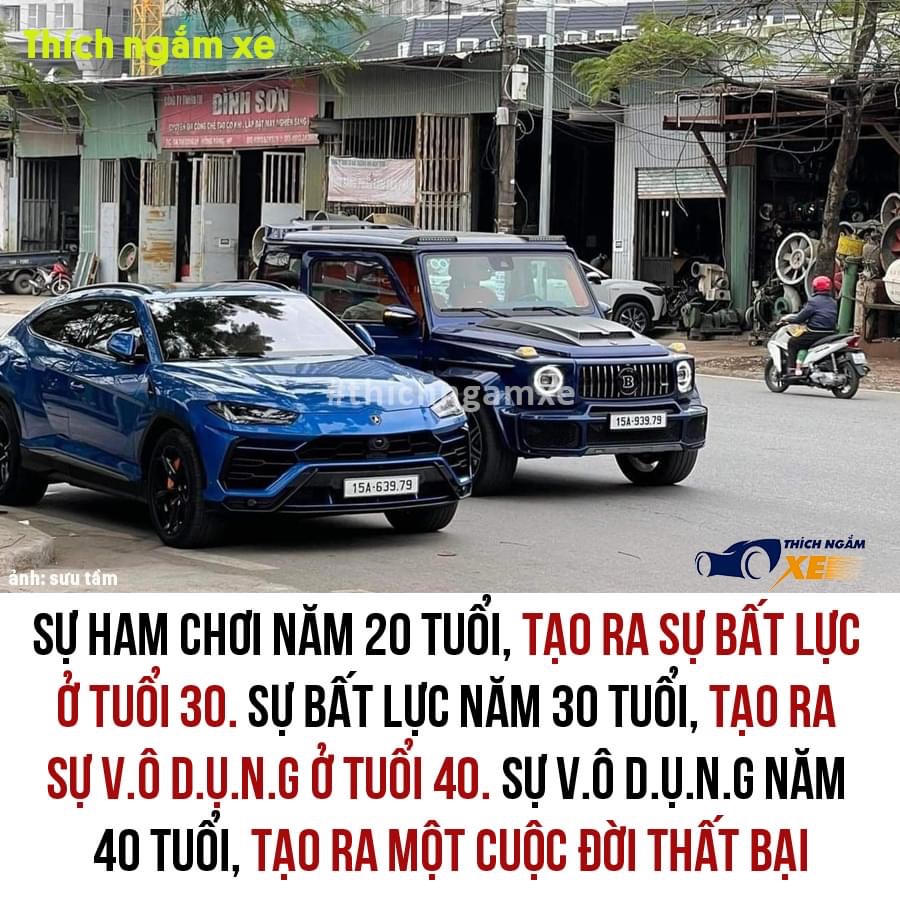 Thích ngắm xe
ĐÌNH SƠN
#thichngamxe
15A-939.79
15A-639.79
THÍCH NGẮM
XE
ảnh: sưu tầm
SỰ HAM CHƠI NĂM 20 TUỔI, TẠO RA SỰ BẤT LỰC
Ở TUỔI 30. SỰ BẤT LỰC NĂM 30 TUỔI, TẠO RA
SỰ V.Ô D.Ụ.N.G Ở TUỔI 40. SỰ V.Ô D.Ụ.N.G NĂM
40 TUỔI, TẠO RA MỘT CUỘC ĐỜI THẤT BẠI